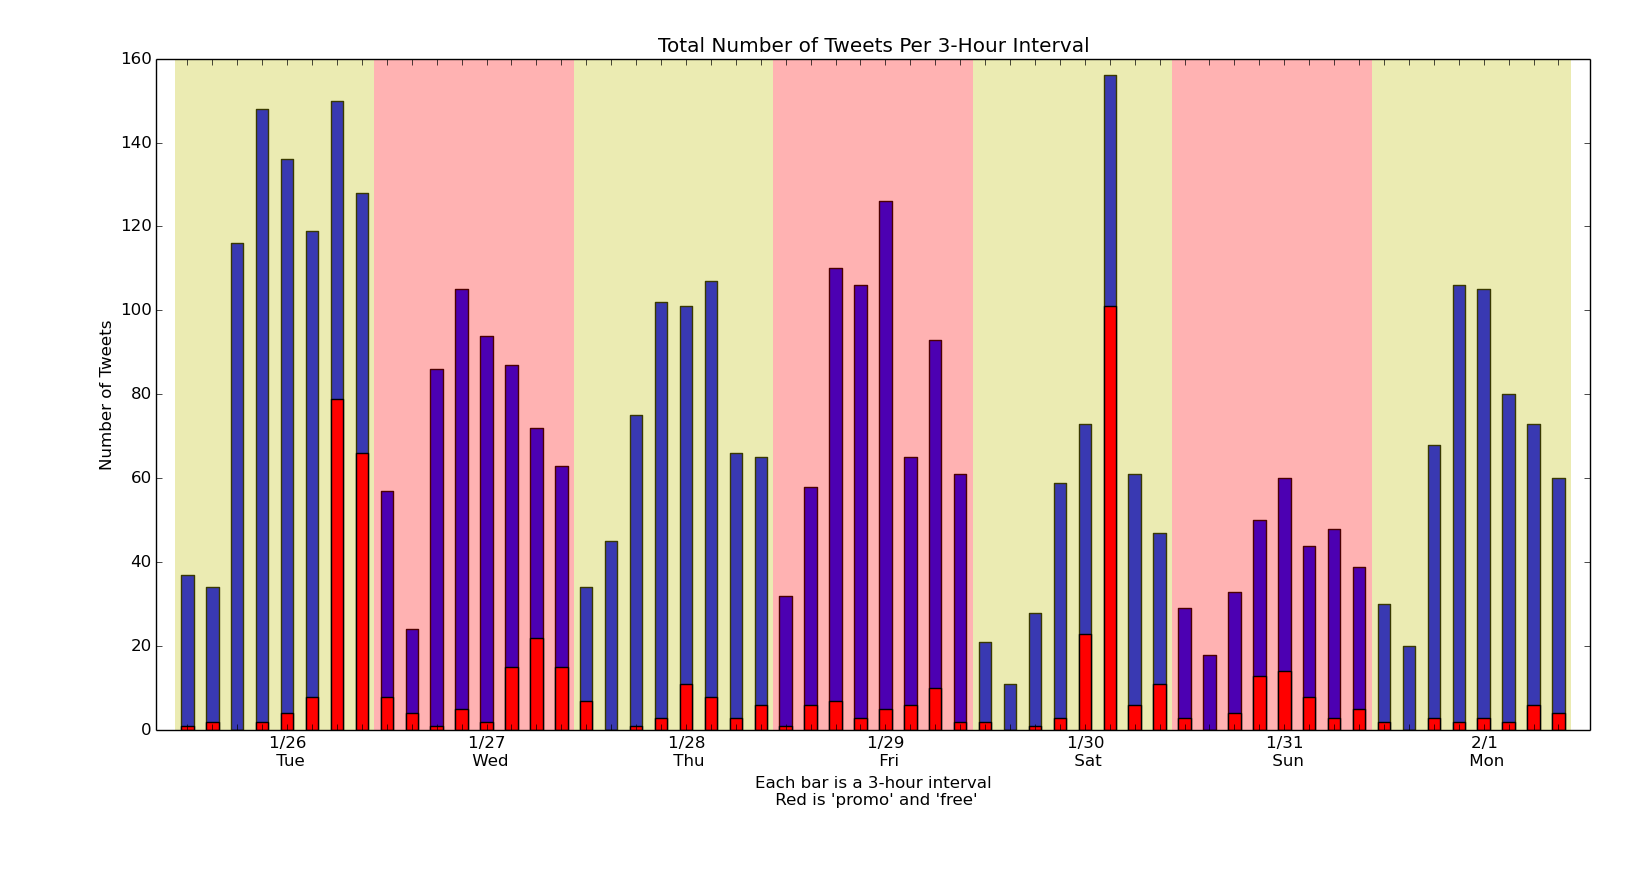 Total Number of Tweets Per 3-Hour Interval
160
140
120
100
80
60
40
20
0
Number of Tweets
1/26 1/27 1/28 1/29 1/30 1/31 2/1
Tue Wed Thu Fri Sat Sun Mon
Each bar is a 3-hour interval
Red is 'promo' and 'free'